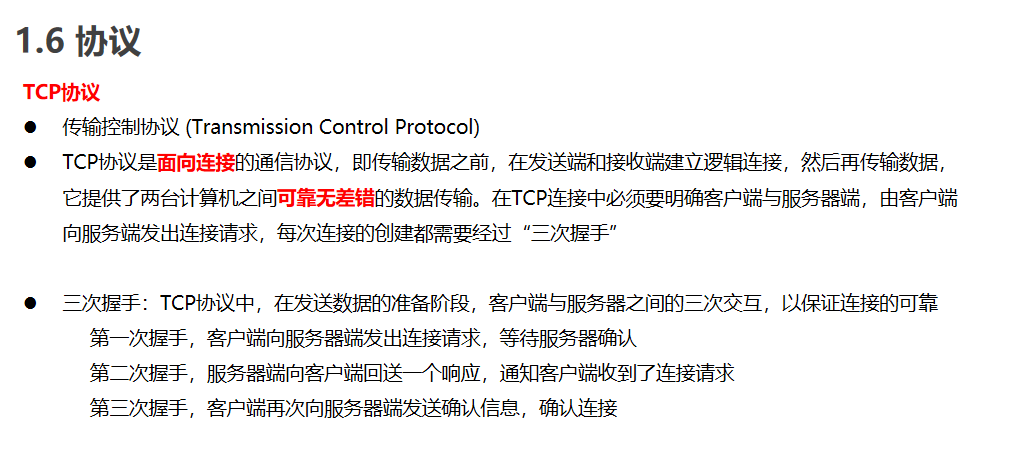 1.6 协议
TCP协议
● 传输控制协议 (Transmission Control Protocol)
● TCP协议是面向连接的通信协议，即传输数据之前，在发送端和接收端建立逻辑连接，然后再传输数据，
它提供了两台计算机之间可靠无差错的数据传输。在TCP连接中必须要明确客户端与服务器端，由客户端
向服务端发出连接请求，每次连接的创建都需要经过“三次握手”
● 三次握手：TCP协议中，在发送数据的准备阶段，客户端与服务器之间的三次交互，以保证连接的可靠
第一次握手，客户端向服务器端发出连接请求，等待服务器确认
第二次握手，服务器端向客户端回送一个响应，通知客户端收到了连接请求
第三次握手，客户端再次向服务器端发送确认信息，确认连接